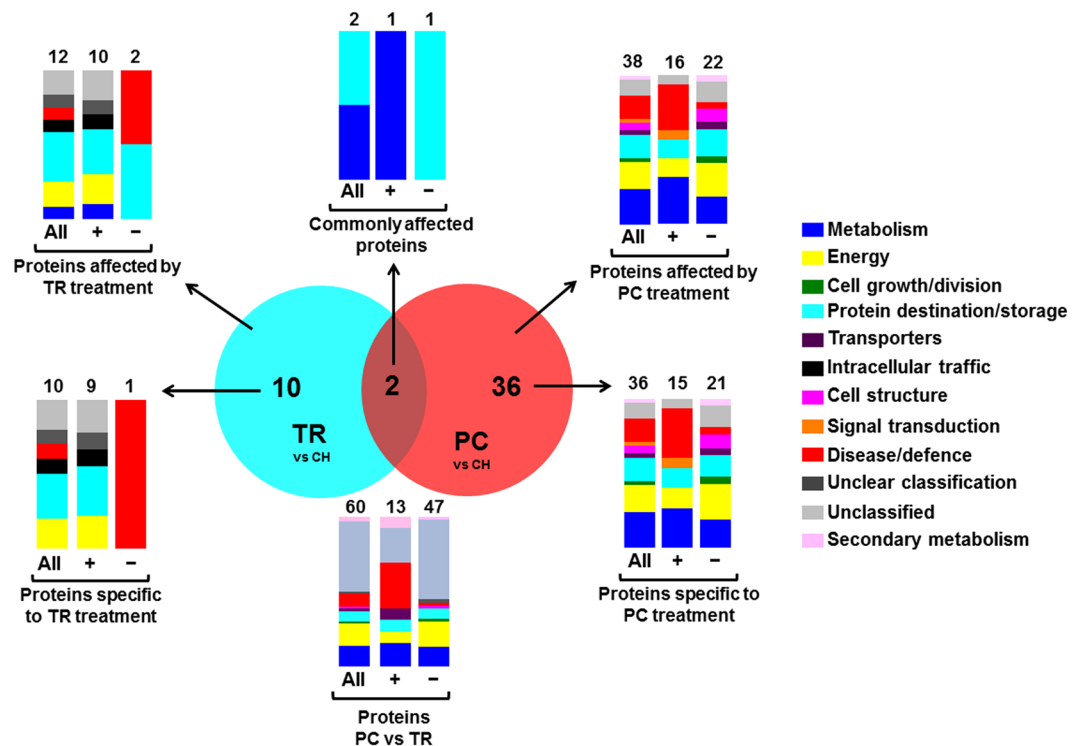 2 1 1
All + −
Commonly affected
proteins
12 10 2
All + −
Proteins affected by
TR treatment
38 16 22
All + −
Proteins affected by
PC treatment
Metabolism
Energy
Cell growth/division
Protein destination/storage
Transporters
Intracellular traffic
Cell structure
Signal transduction
Disease/defence
Unclear classification
Unclassified
Secondary metabolism
10 2 36
TR
vs CH
PC
vs CH
10 9 1
All + −
Proteins specific
to TR treatment
60 13 47
All + −
Proteins
PC vs TR
36 15 21
All + −
Proteins specific to
PC treatment